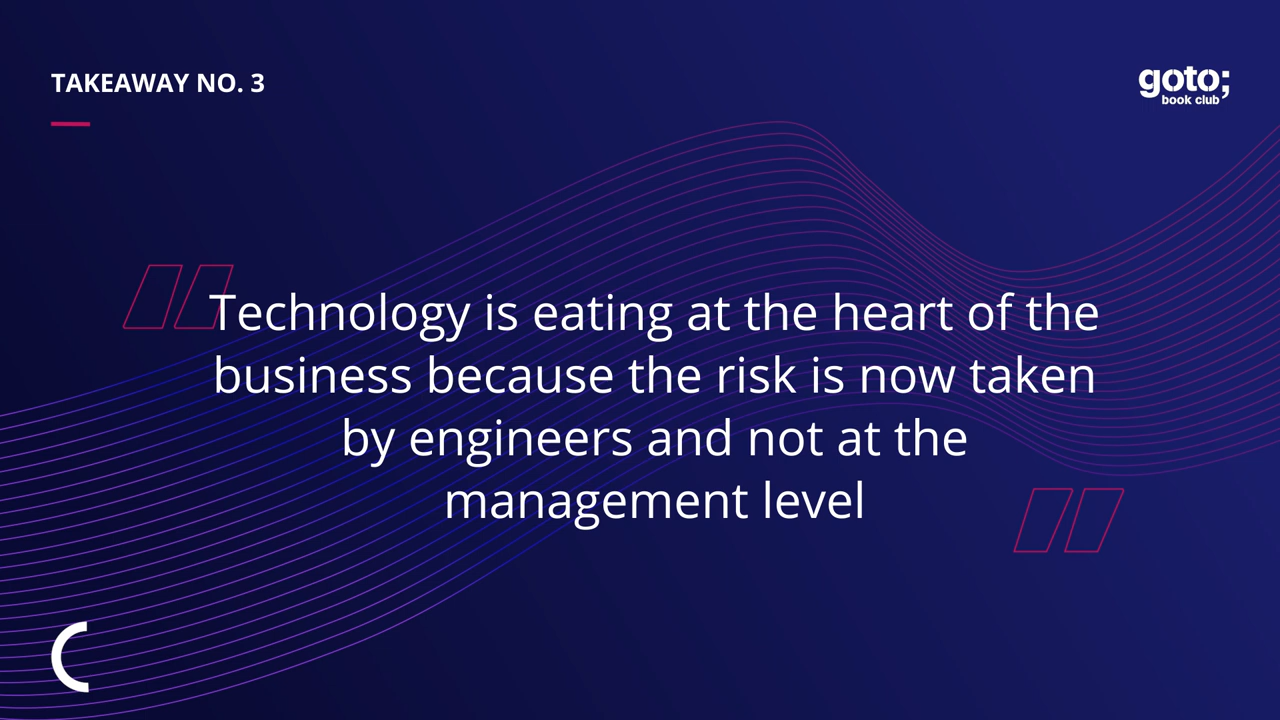 TAKEAWAY NO. 3
goto;
book club
Technology is eating at the heart of the
business because the risk is now taken
by engineers and not at the
management level